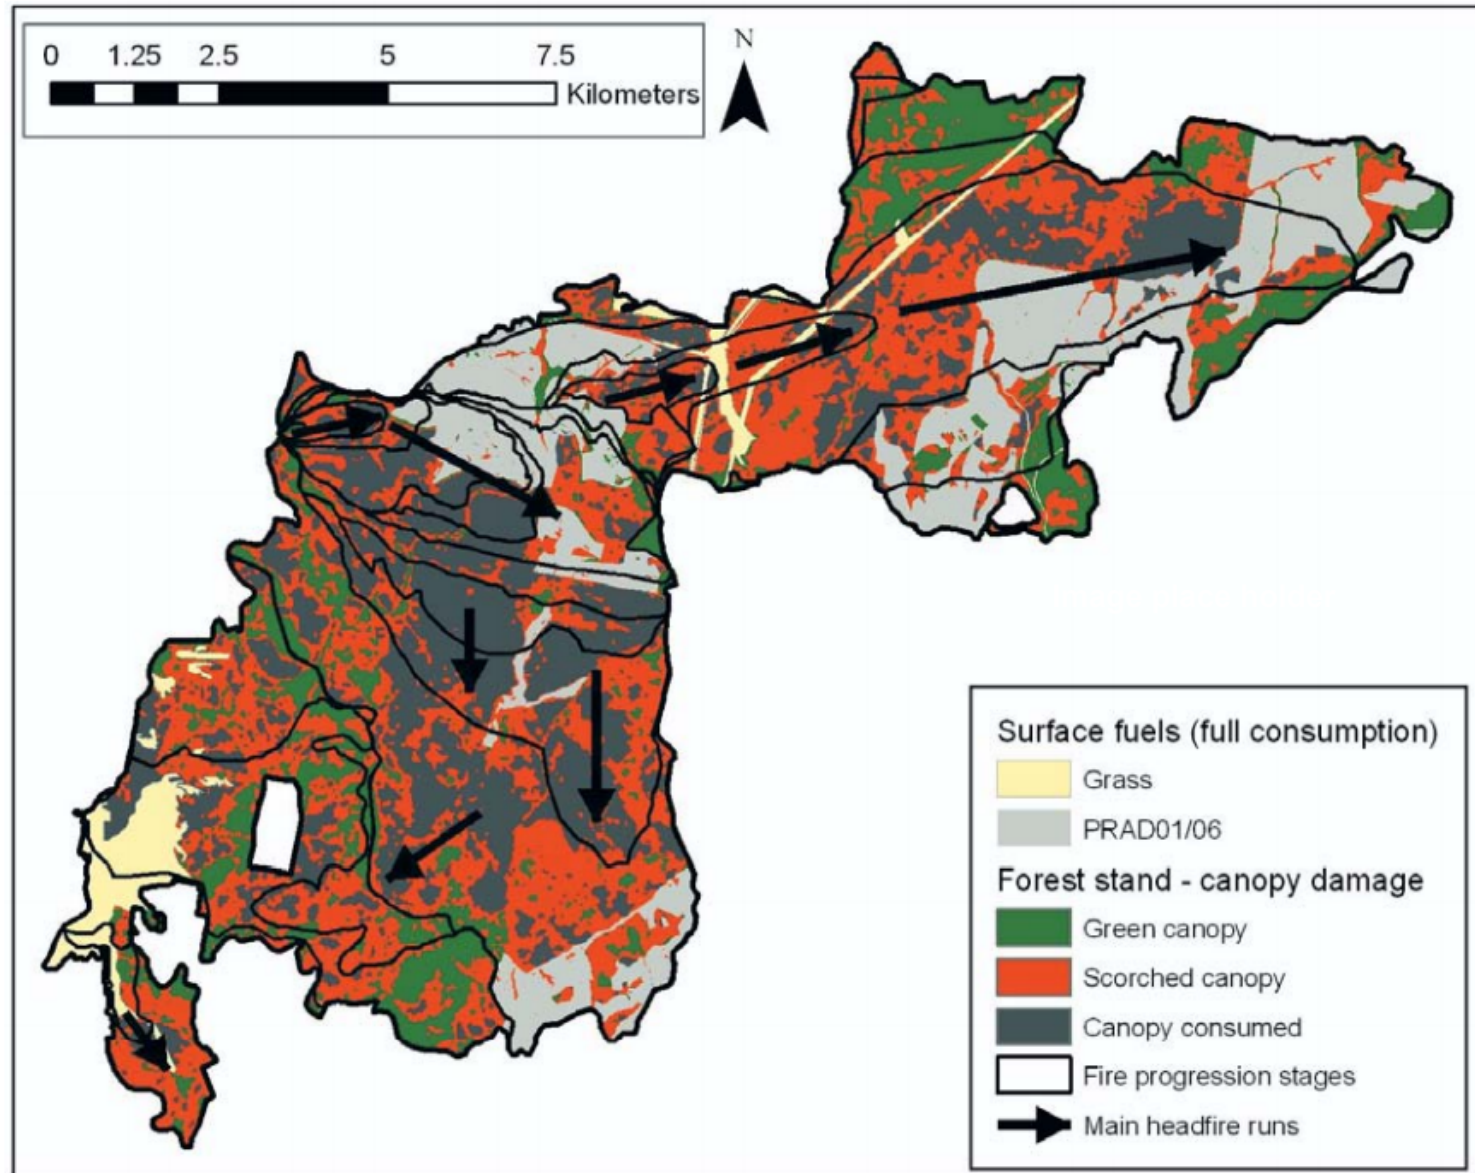 0 1.25 2.5 5 7.5
Kilometers
N
Surface fuels (full consumption)
Grass
PRAD01/06
Forest stand - canopy damage
Green canopy
Scorched canopy
Canopy consumed
Fire progression stages
Main headfire runs